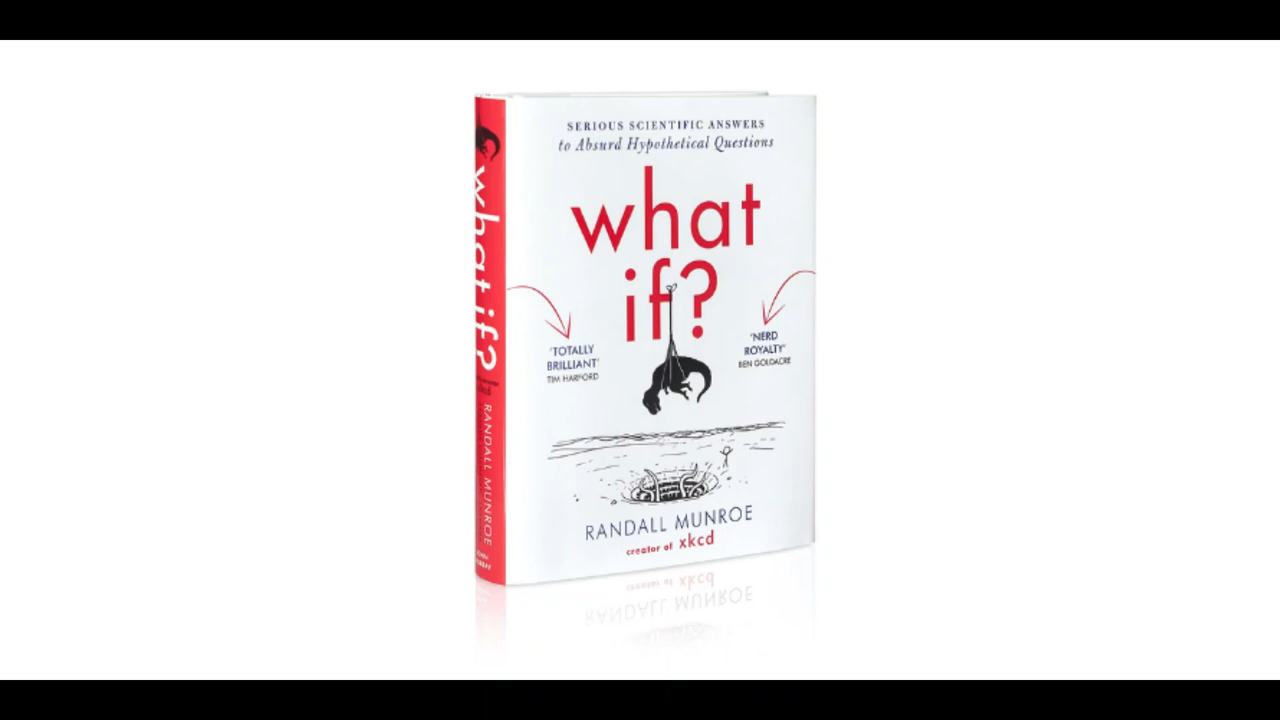 SERIOUS SCIENTIFIC ANSWERS
to Absurd Hypothetical Questions
what
if?
'TOTALLY
BRILLIANT'
TIM HARFORD
'NERD
ROYALTY'
BEN GOLDACRE
RANDALL MUNROE
creator of xkcd
what if?
xkcd
RANDALL MUNROE